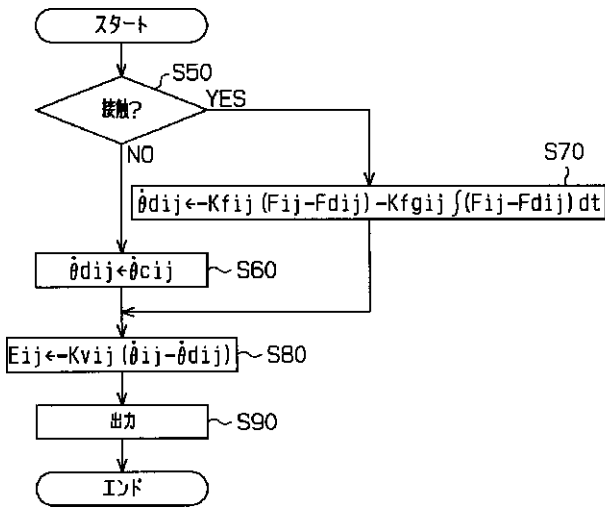 スタート
S50
接触?
YES
NO
S70
θ̇dij←-Kfij(Fij-Fdij)-Kfgij∫(Fij-Fdij)dt
θ̇dij←θ̇cij
S60
Eij←-Kvij(θ̇ij-θ̇dij)
S80
出力
S90
エンド